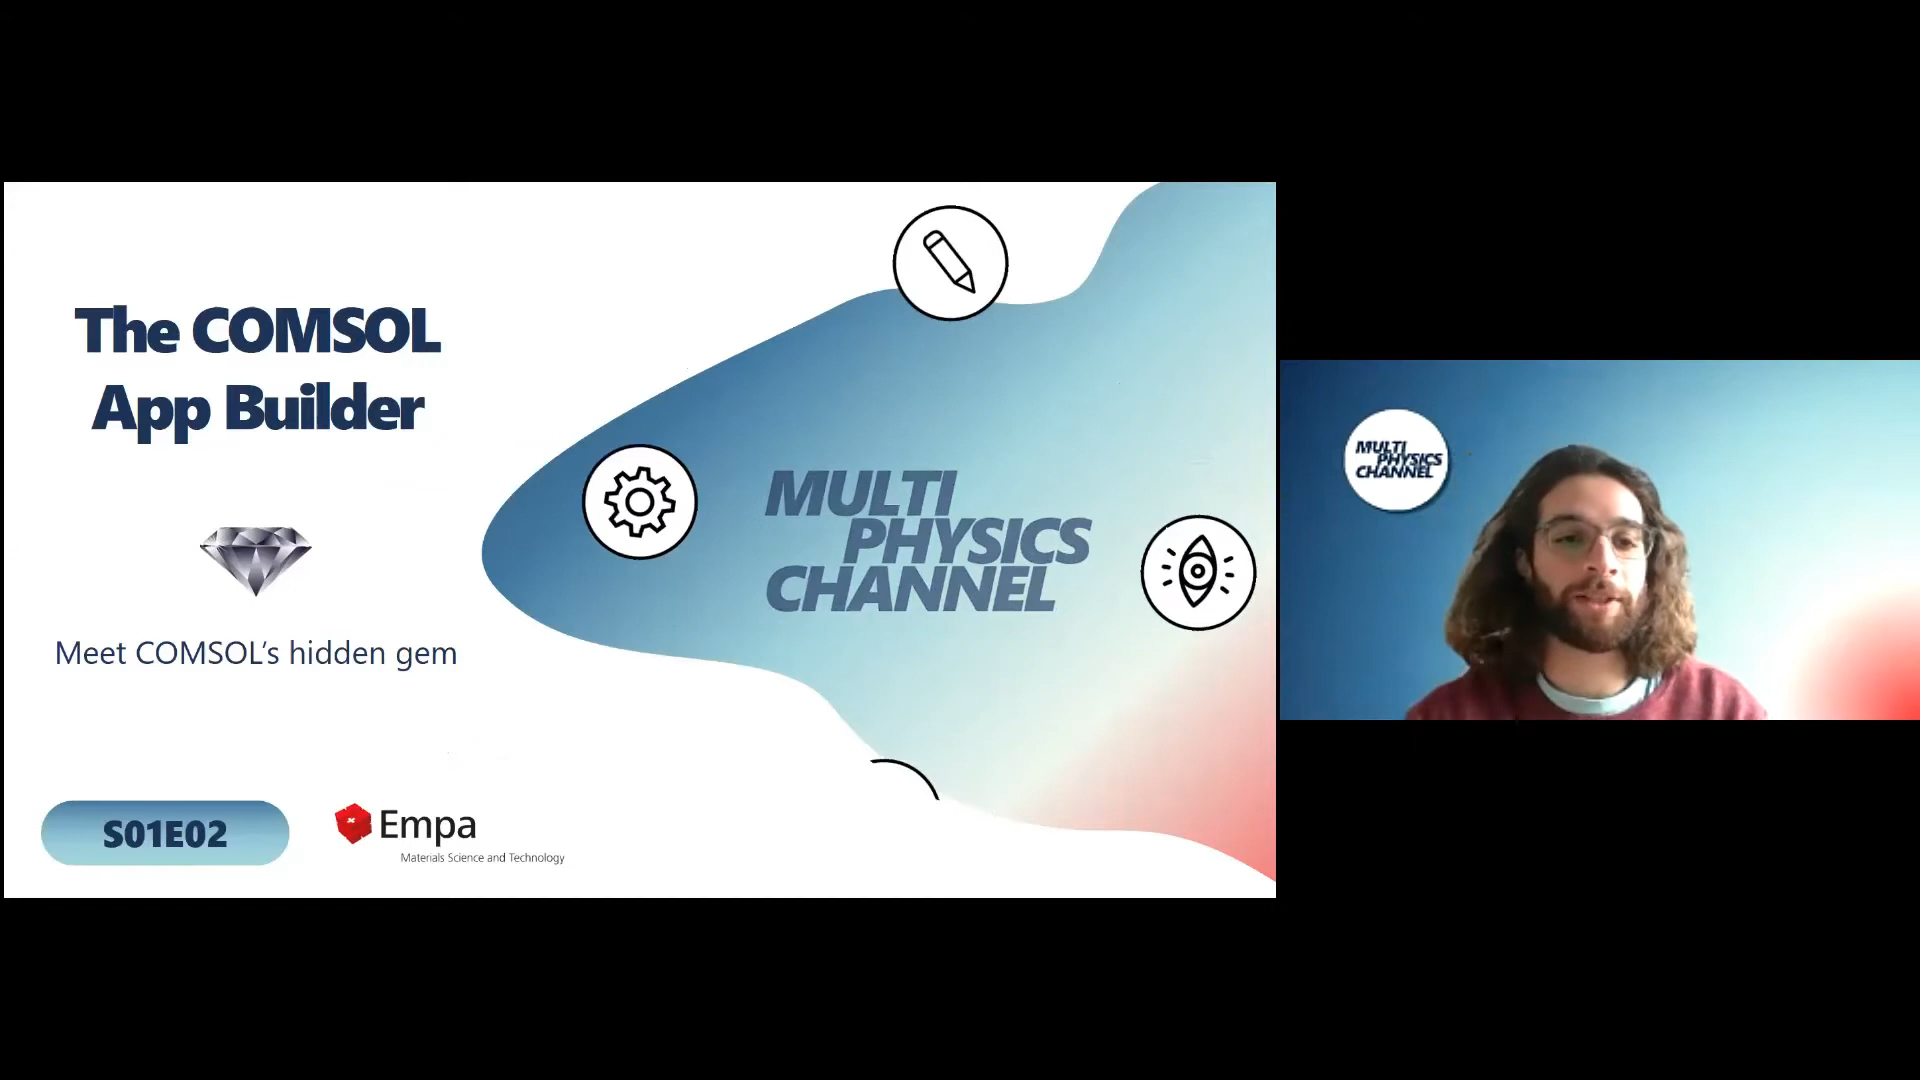 The COMSOL
App Builder
Meet COMSOL's hidden gem
S01E02
Empa
Materials Science and Technology
MULTI
PHYSICS
CHANNEL
MULTI
PHYSICS
CHANNEL